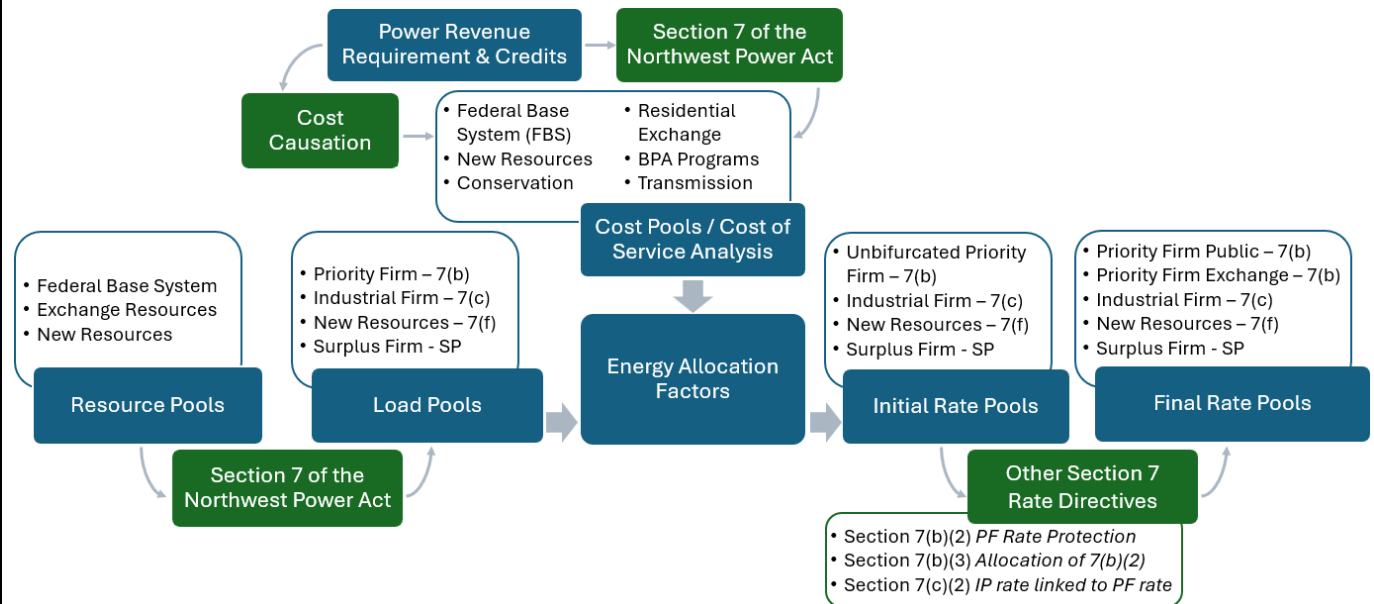 Power Revenue
Requirement & Credits
Section 7 of the
Northwest Power Act
Cost
Causation
• Federal Base
System (FBS)
• New Resources
• Conservation
• Residential
Exchange
• BPA Programs
• Transmission
Cost Pools / Cost of
Service Analysis
• Federal Base System
• Exchange Resources
• New Resources
Resource Pools
Section 7 of the
Northwest Power Act
• Priority Firm – 7(b)
• Industrial Firm – 7(c)
• New Resources – 7(f)
• Surplus Firm - SP
Load Pools
Energy Allocation
Factors
• Unbifurcated Priority
Firm – 7(b)
• Industrial Firm – 7(c)
• New Resources – 7(f)
• Surplus Firm - SP
Initial Rate Pools
Other Section 7
Rate Directives
• Section 7(b)(2) PF Rate Protection
• Section 7(b)(3) Allocation of 7(b)(2)
• Section 7(c)(2) IP rate linked to PF rate
• Priority Firm Public – 7(b)
• Priority Firm Exchange – 7(b)
• Industrial Firm – 7(c)
• New Resources – 7(f)
• Surplus Firm - SP
Final Rate Pools